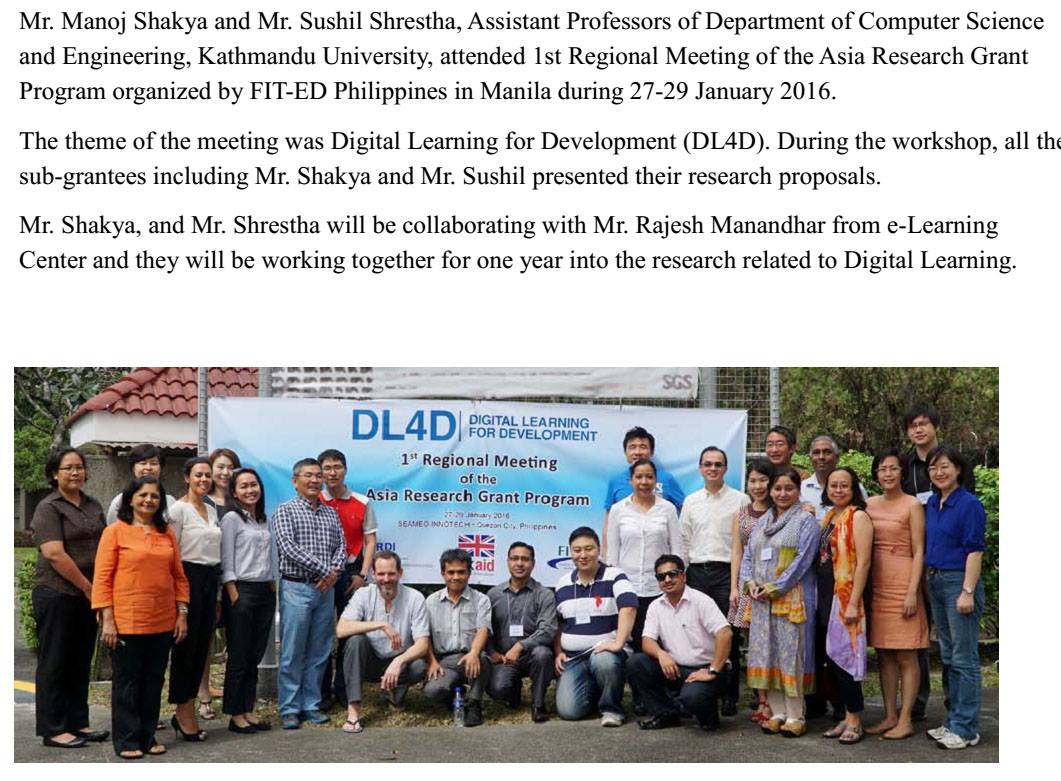 Mr. Manoj Shakya and Mr. Sushil Shrestha, Assistant Professors of Department of Computer Science
and Engineering, Kathmandu University, attended 1st Regional Meeting of the Asia Research Grant
Program organized by FIT-ED Philippines in Manila during 27-29 January 2016.
The theme of the meeting was Digital Learning for Development (DL4D). During the workshop, all the
sub-grantees including Mr. Shakya and Mr. Sushil presented their research proposals.
Mr. Shakya, and Mr. Shrestha will be collaborating with Mr. Rajesh Manandhar from e-Learning
Center and they will be working together for one year into the research related to Digital Learning.
SGS
DL4D DIGITAL LEARNING
FOR DEVELOPMENT
1st Regional Meeting
of the
Asia Research Grant Program
27-29 January 2016
SEAMEO INNOTECH - Quezon City, Philippines
aid